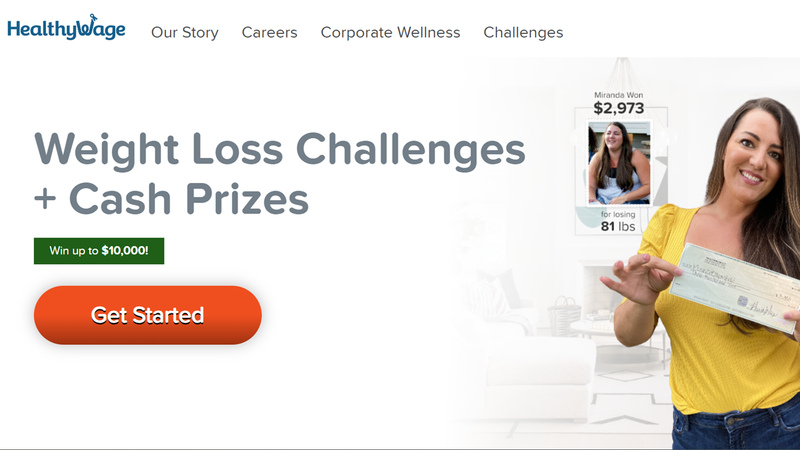 HealthyWage
Our Story
Careers
Corporate Wellness
Challenges
Miranda Won
$2,973
for losing
81 lbs
Weight Loss Challenges
+ Cash Prizes
Win up to $10,000!
Get Started